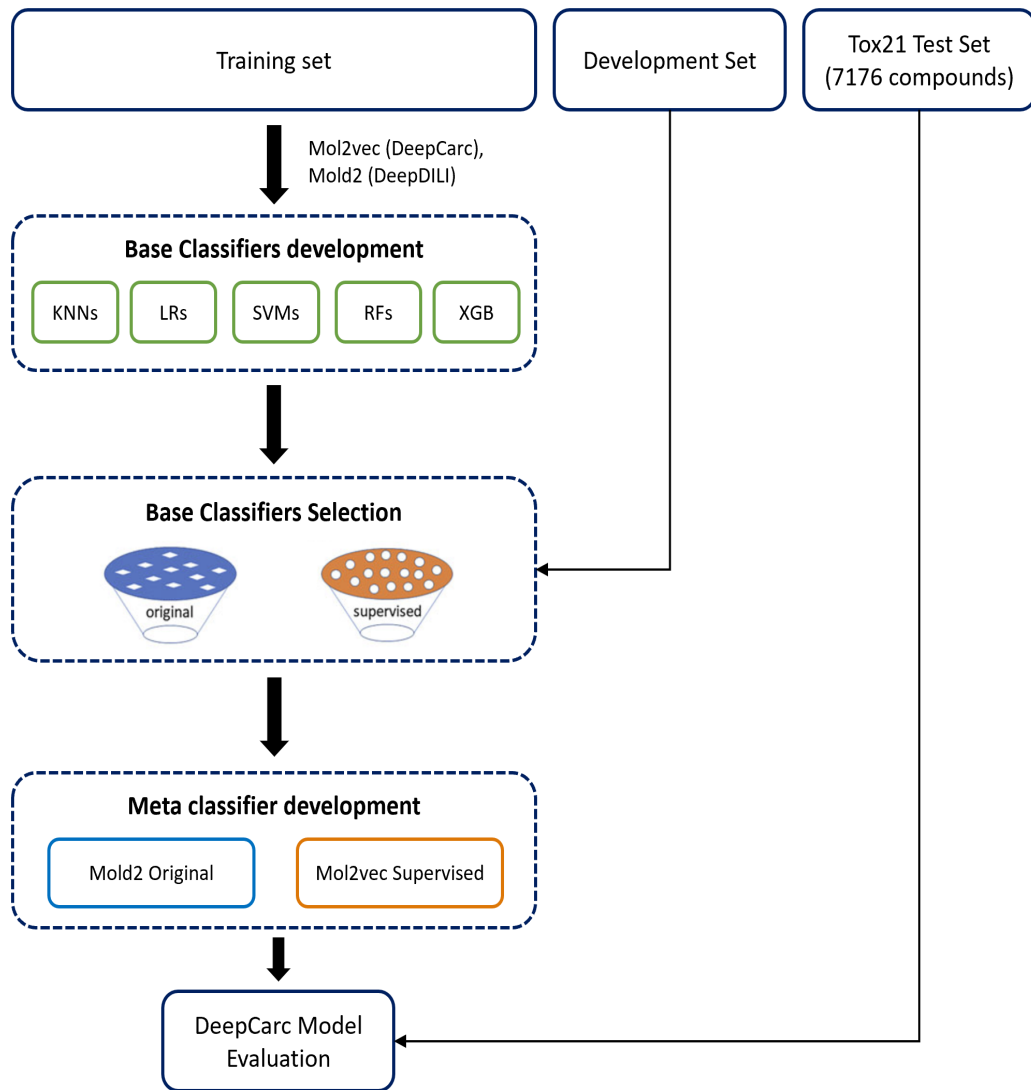 Training set
Development Set
Tox21 Test Set
(7176 compounds)
Mol2vec (DeepCarc),
Mold2 (DeepDILI)
Base Classifiers development
KNNs
LRs
SVMs
RFs
XGB
Base Classifiers Selection
original
supervised
Meta classifier development
Mold2 Original
Mol2vec Supervised
DeepCarc Model
Evaluation